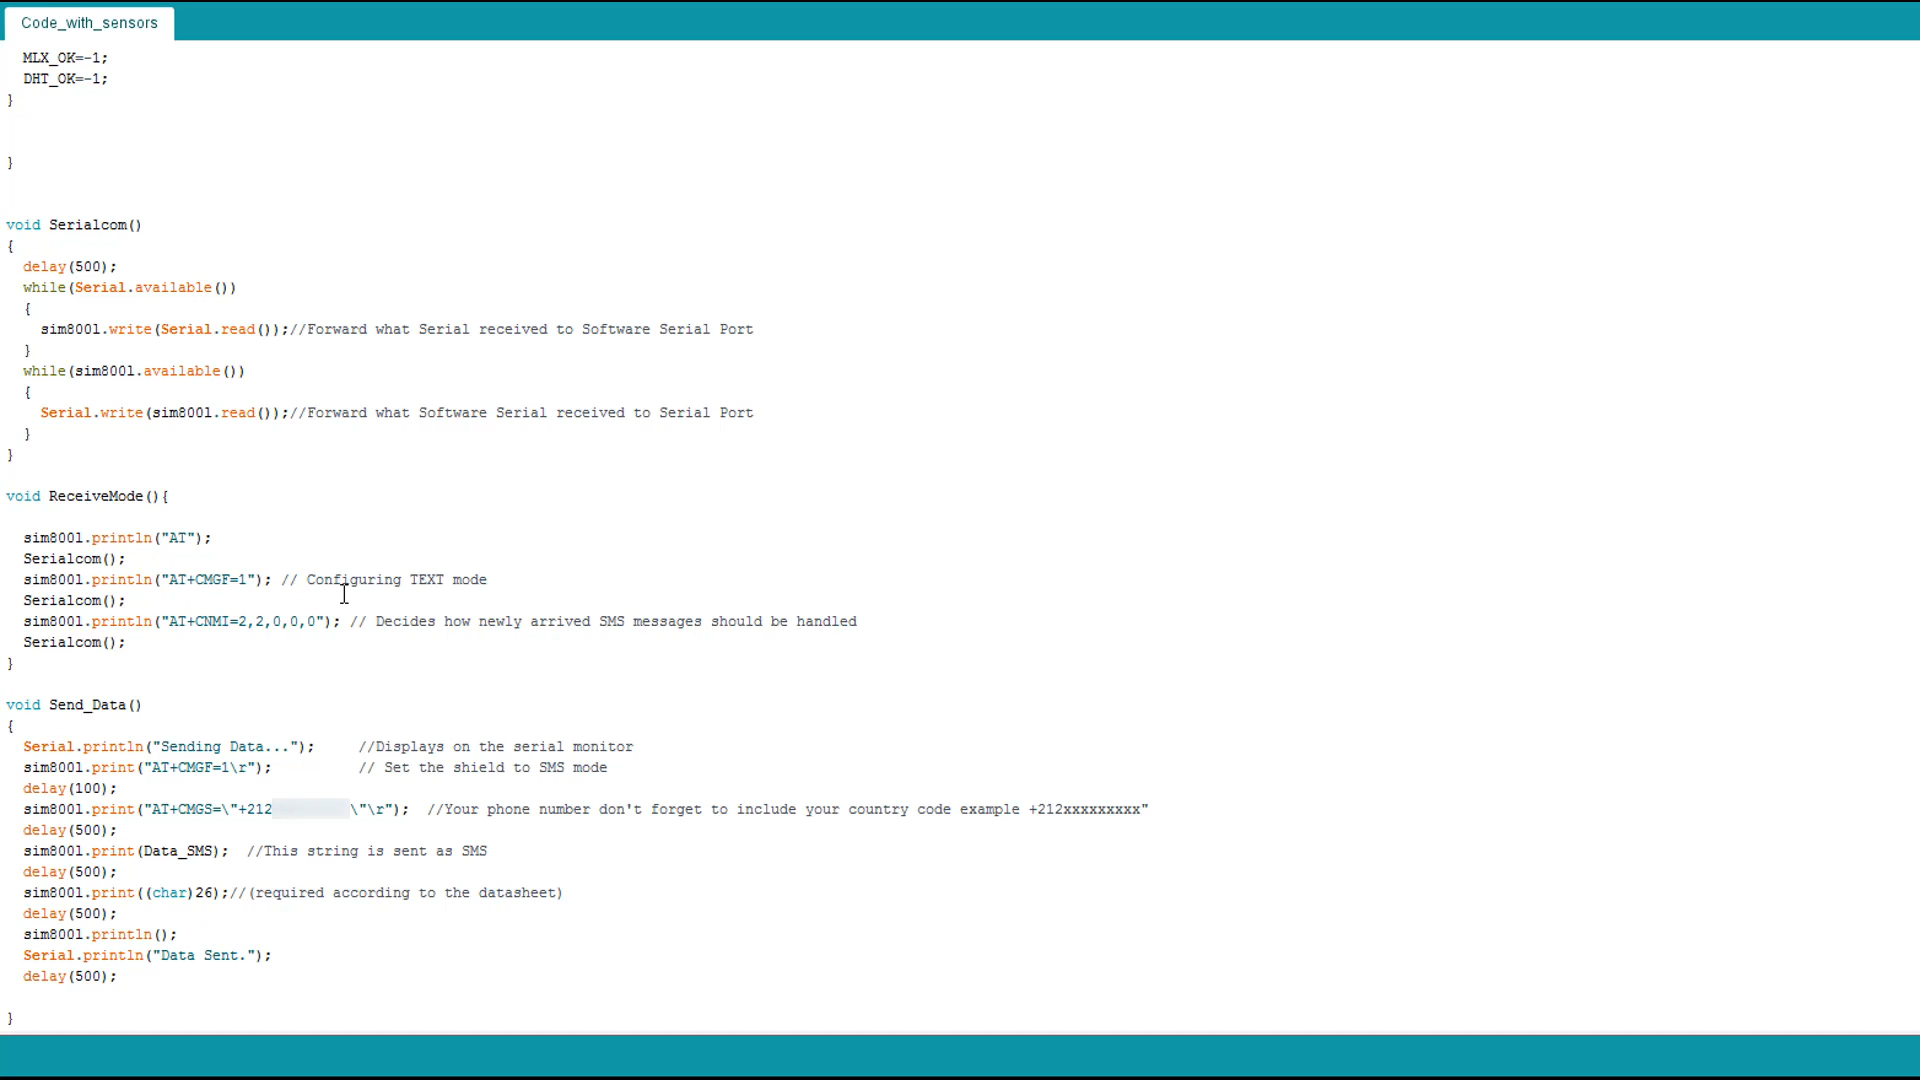 Code_with_sensors
MLX_OK=-1;
DHT_OK=-1;
}
}
void Serialcom()
{
delay(500);
while(Serial.available())
{
sim800l.write(Serial.read());//Forward what Serial received to Software Serial Port
}
while(sim800l.available())
{
Serial.write(sim800l.read());//Forward what Software Serial received to Serial Port
}
}
void ReceiveMode(){
sim800l.println("AT");
Serialcom();
sim800l.println("AT+CMGF=1"); // Configuring TEXT mode
Serialcom();
sim800l.println("AT+CNMI=2,2,0,0,0"); // Decides how newly arrived SMS messages should be handled
Serialcom();
}
void Send_Data()
{
Serial.println("Sending Data..."); //Displays on the serial monitor
sim800l.print("AT+CMGF=1\r"); // Set the shield to SMS mode
delay(100);
sim800l.print("AT+CMGS=\"+212 \"\r"); //Your phone number don't forget to include your country code example +212xxxxxxxxx"
delay(500);
sim800l.print(Data_SMS); //This string is sent as SMS
delay(500);
sim800l.print((char)26);//(required according to the datasheet)
delay(500);
sim800l.println();
Serial.println("Data Sent.");
delay(500);
}